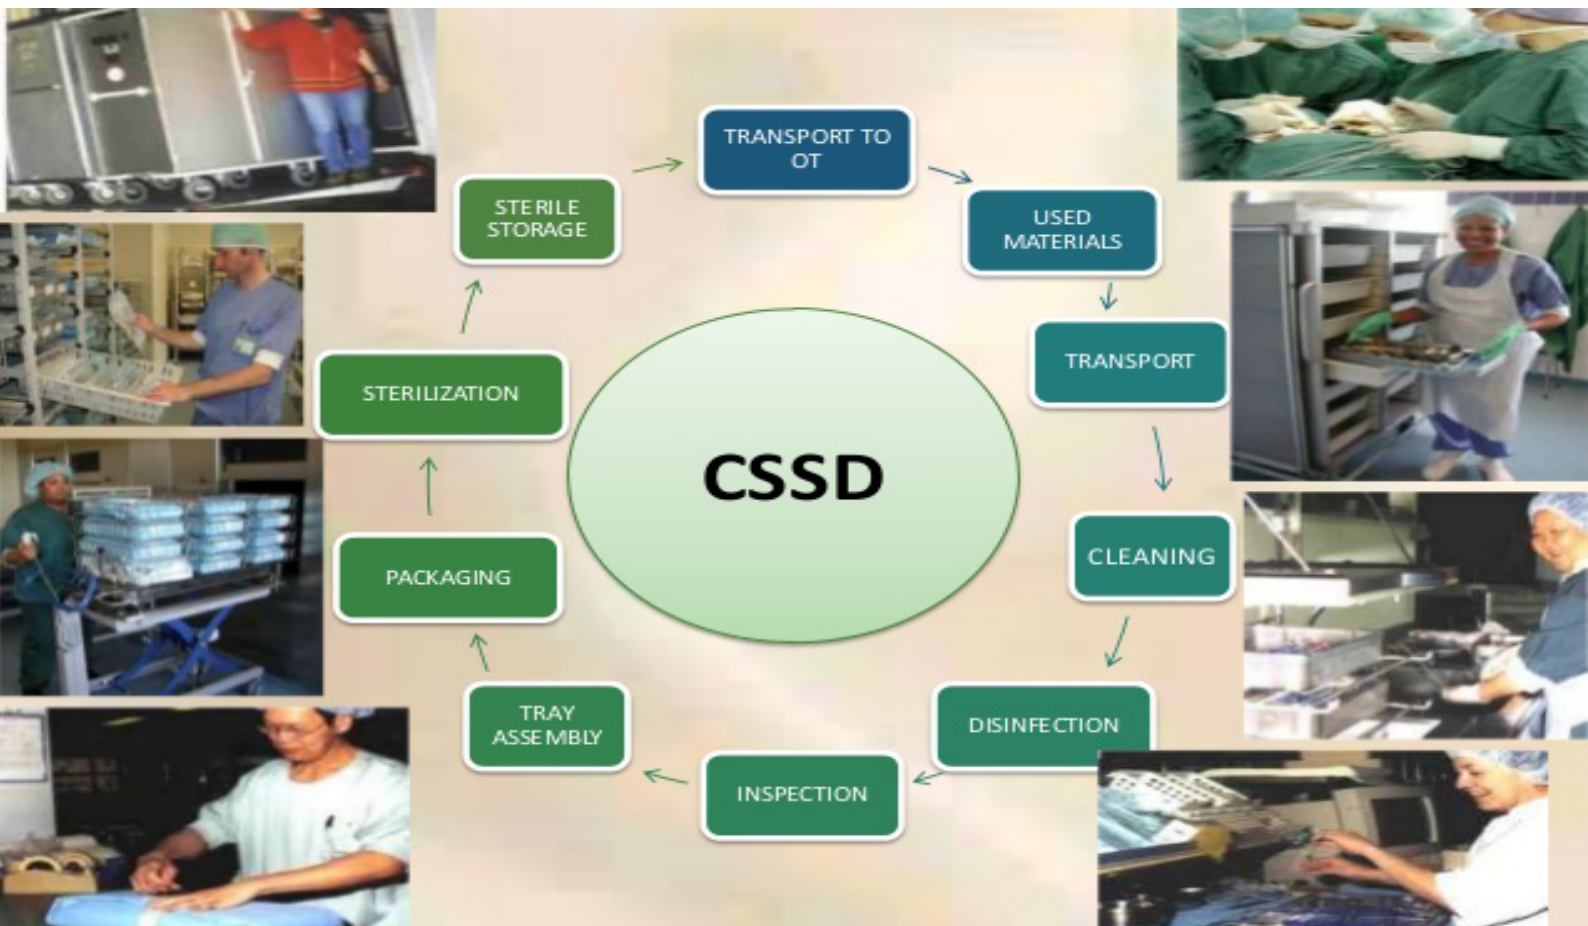 TRANSPORT TO
OT
USED
MATERIALS
TRANSPORT
CLEANING
DISINFECTION
INSPECTION
TRAY
ASSEMBLY
PACKAGING
STERILIZATION
STERILE
STORAGE
CSSD